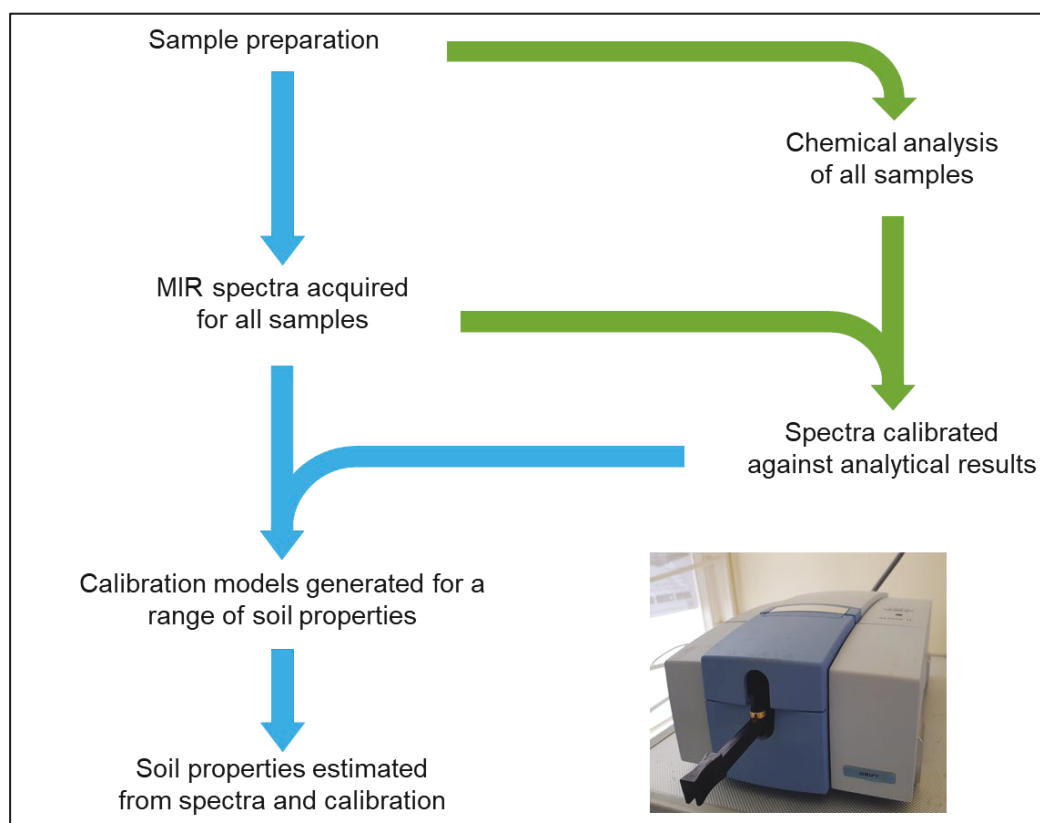 Sample preparation
Chemical analysis
of all samples
MIR spectra acquired
for all samples
Spectra calibrated
against analytical results
Calibration models generated for a
range of soil properties
Soil properties estimated
from spectra and calibration